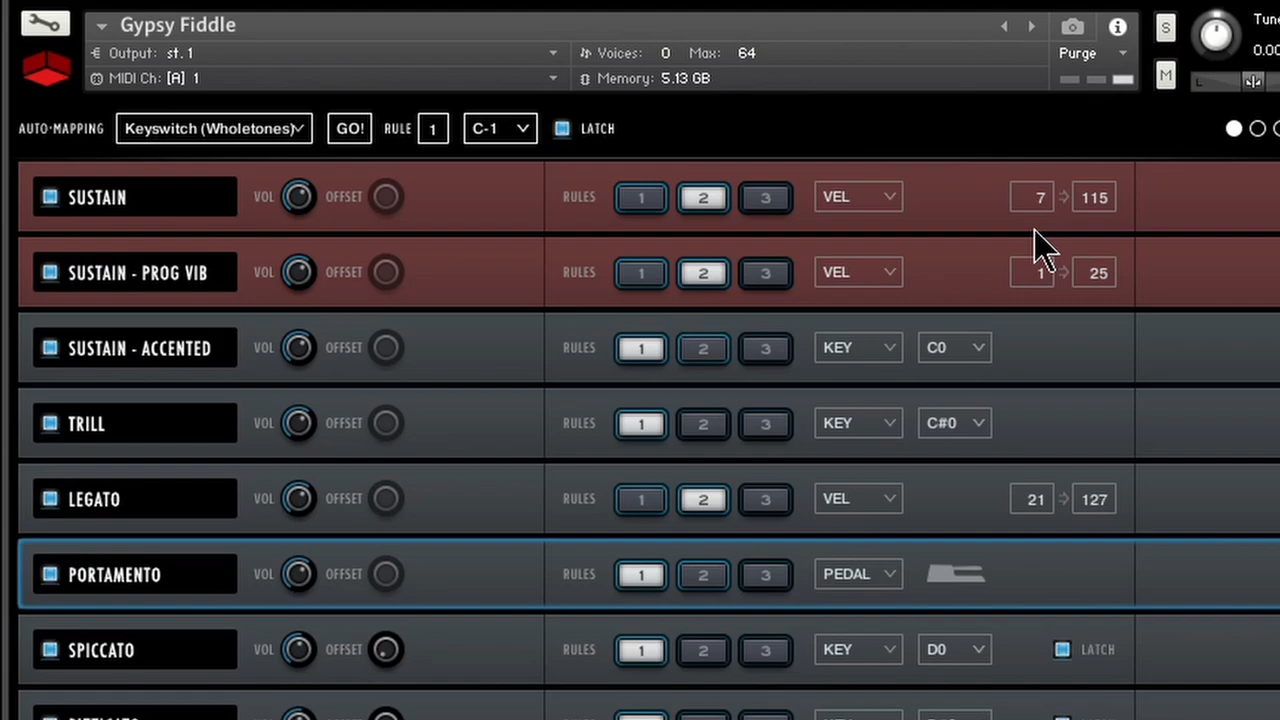 Gypsy Fiddle
S
Tune
Output: st.1
Voices: 0 Max: 64
Purge
0.00
MIDI Ch: [A] 1
Memory: 5.13 GB
M
L
AUTO-MAPPING Keyswitch (Wholetones) GO! RULE 1 C-1 LATCH
SUSTAIN VOL OFFSET RULES 1 2 3 VEL 7 115
SUSTAIN - PROG VIB VOL OFFSET RULES 1 2 3 VEL 1 25
SUSTAIN - ACCENTED VOL OFFSET RULES 1 2 3 KEY C0
TRILL VOL OFFSET RULES 1 2 3 KEY C#0
LEGATO VOL OFFSET RULES 1 2 3 VEL 21 127
PORTAMENTO VOL OFFSET RULES 1 2 3 PEDAL
SPICCATO VOL OFFSET RULES 1 2 3 KEY D0 LATCH